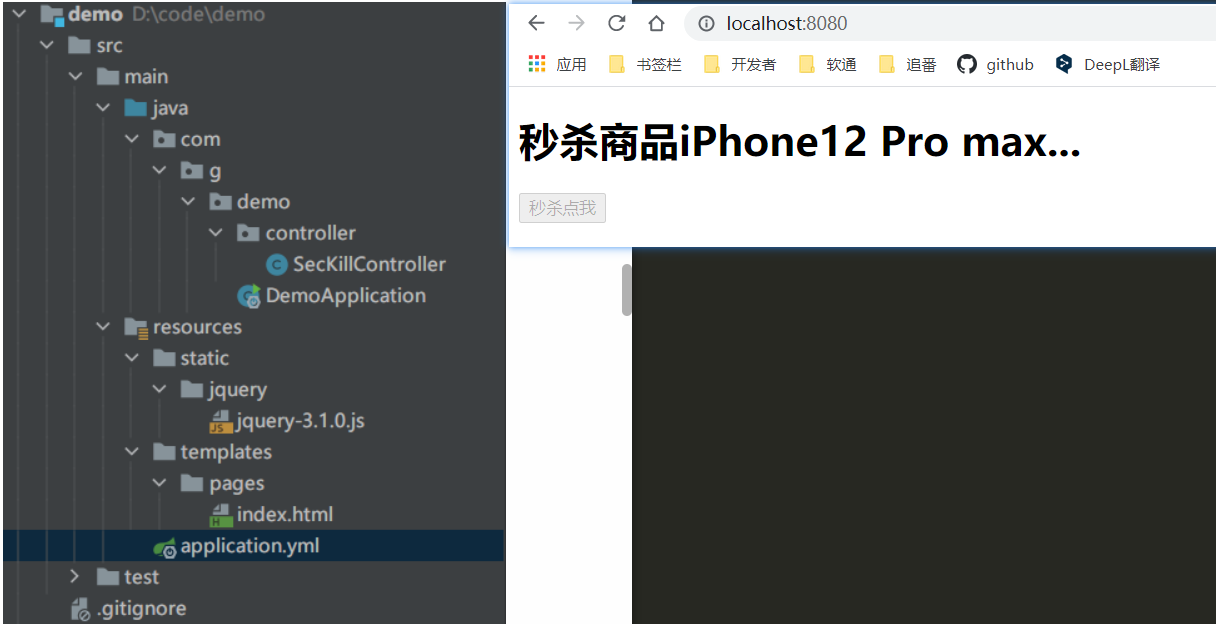 demo D:\code\demo
src
main
java
com
g
demo
controller
SecKillController
DemoApplication
resources
static
jquery
jquery-3.1.0.js
templates
pages
index.html
application.yml
test
.gitignore
localhost:8080
应用 书签栏 开发者 软通 追番 github DeepL翻译
秒杀商品iPhone12 Pro max...
秒杀点我